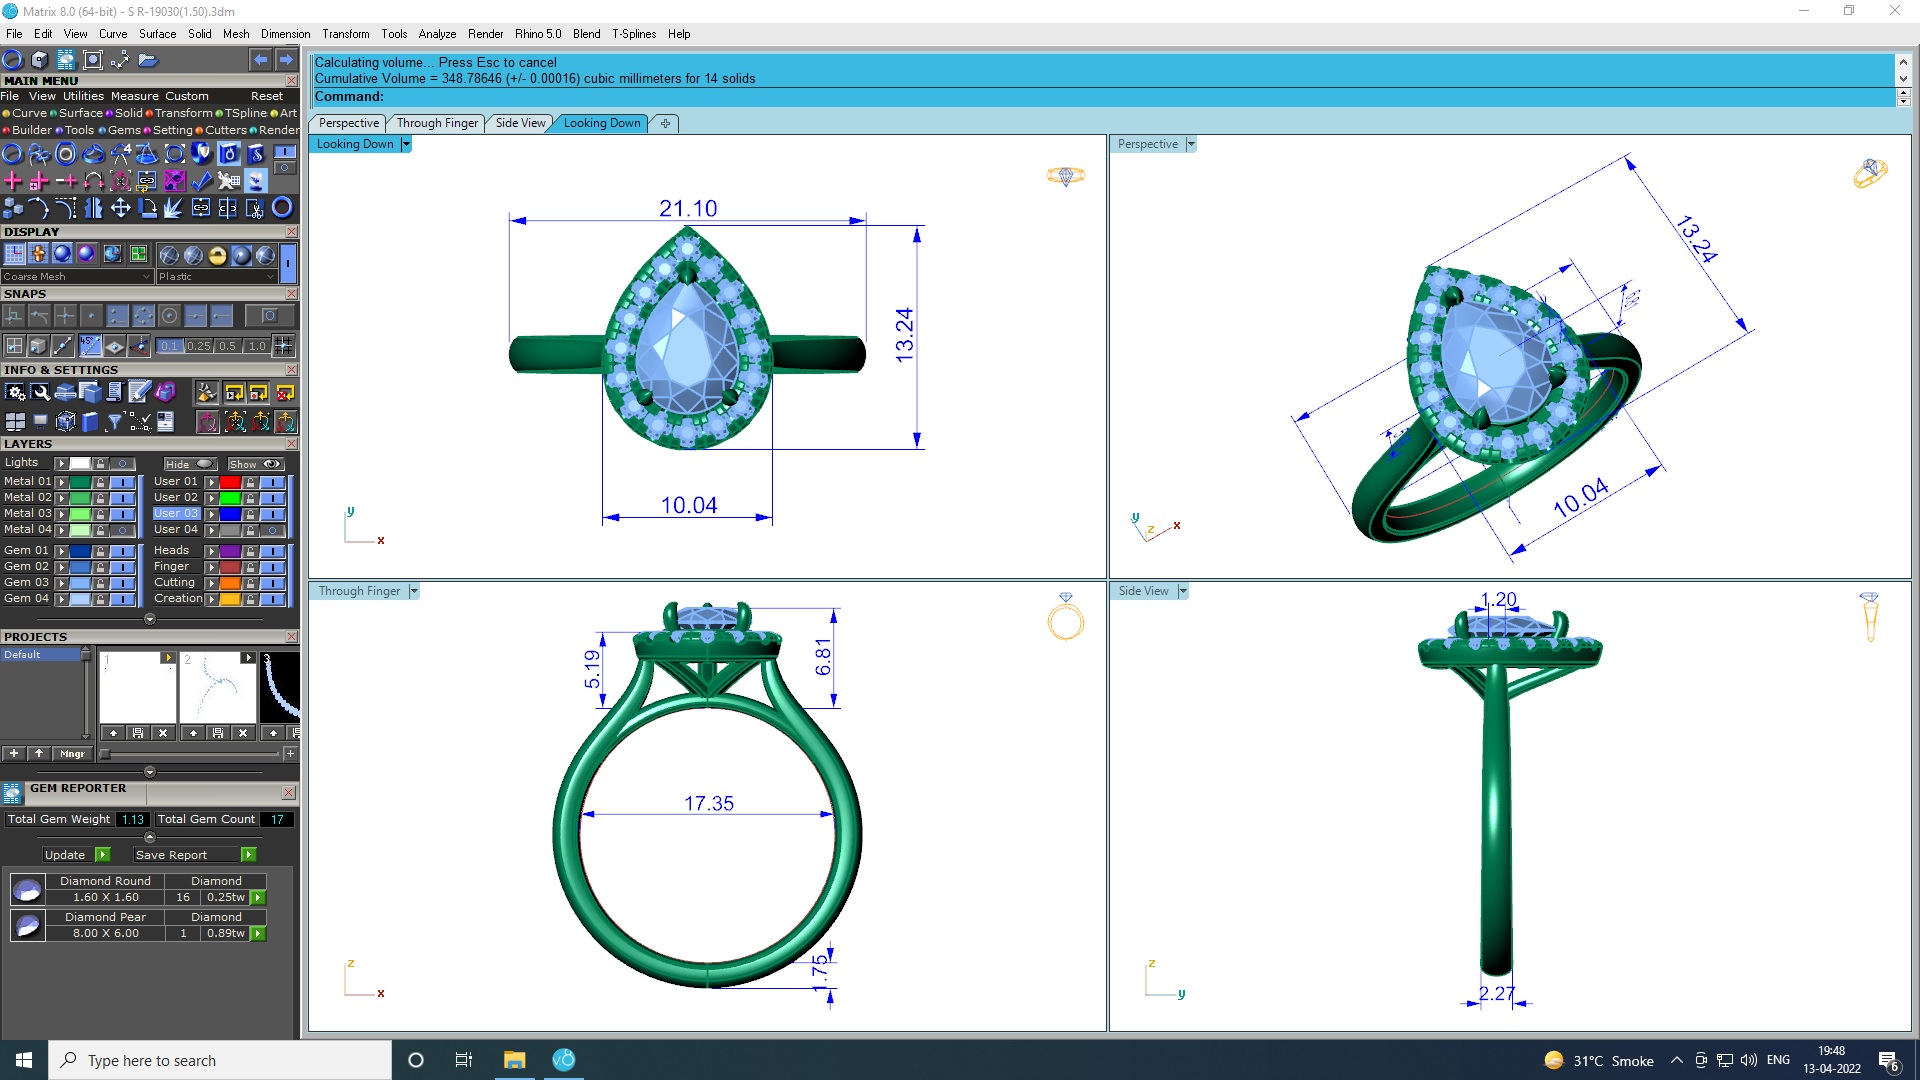 Matrix 8.0 (64-bit) - S R-19030(1.50).3dm
File Edit View Curve Surface Solid Mesh Dimension Transform Tools Analyze Render Rhino 5.0 Blend T-Splines Help
Calculating volume... Press Esc to cancel
Cumulative Volume = 348.78646 (+/- 0.00016) cubic millimeters for 14 solids
Command:
MAIN MENU
File View Utilities Measure Custom Reset
Curve Surface Solid Transform TSpline Art
Builder Tools Gems Setting Cutters Render
DISPLAY
Coarse Mesh Plastic
SNAPS
45°
0.1 0.25 0.5 1.0
INFO & SETTINGS
LAYERS
Lights Hide Show
Metal 01 User 01
Metal 02 User 02
Metal 03 User 03
Metal 04 User 04
Gem 01 Heads
Gem 02 Finger
Gem 03 Cutting
Gem 04 Creation
PROJECTS
Default
1 2 3
Mngr
GEM REPORTER
Total Gem Weight 1.13 Total Gem Count 17
Update Save Report
Diamond Round Diamond
1.60 X 1.60 16 0.25tw
Diamond Pear Diamond
8.00 X 6.00 1 0.89tw
Perspective Through Finger Side View Looking Down
Looking Down
21.10
13.24
10.04
y
x
Perspective
13.24
10.04
y
z
x
Through Finger
5.19
6.81
17.35
1.75
z
x
Side View
1.20
2.27
z
y
Type here to search
31°C Smoke
ENG
19:48
13-04-2022
6